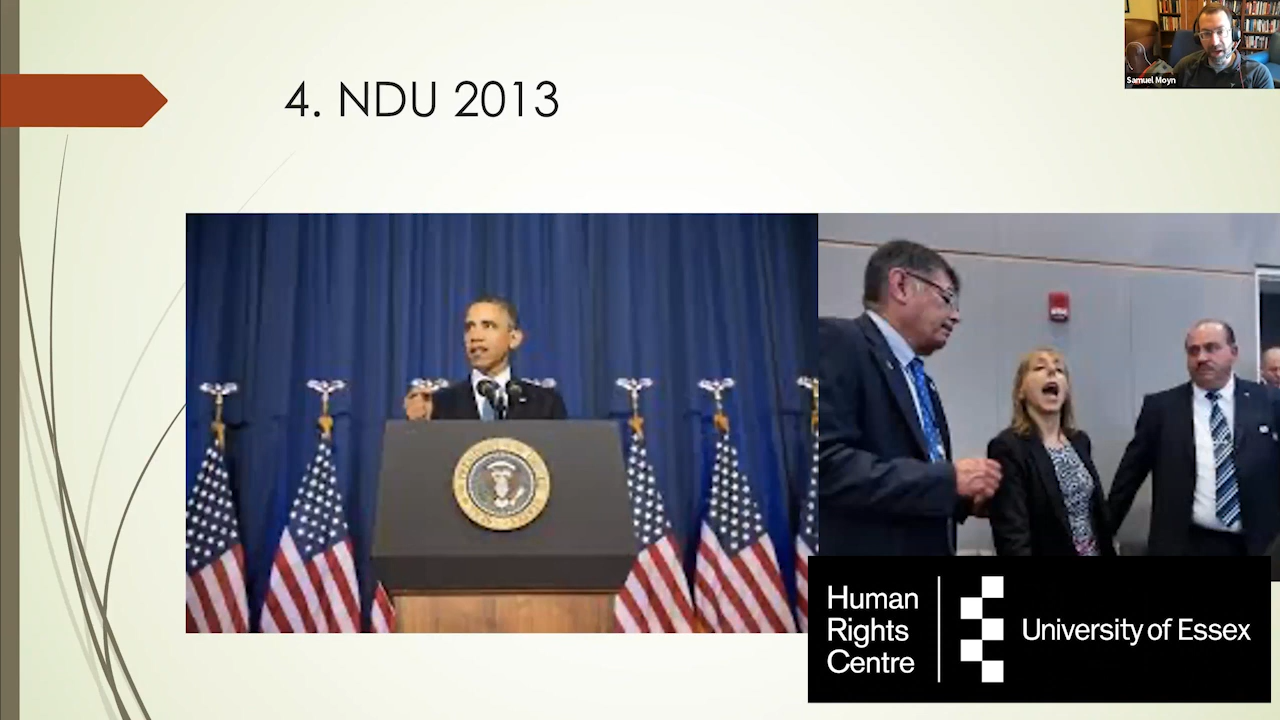 Samuel Moyn
4. NDU 2013
Human
Rights
Centre
University of Essex